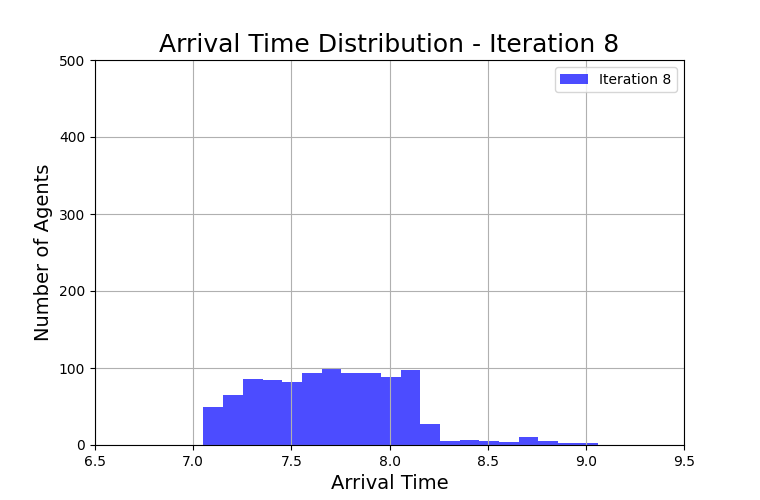 Arrival Time Distribution - Iteration 8
500
400
300
200
100
0
Number of Agents
Iteration 8
6.5 7.0 7.5 8.0 8.5 9.0 9.5
Arrival Time